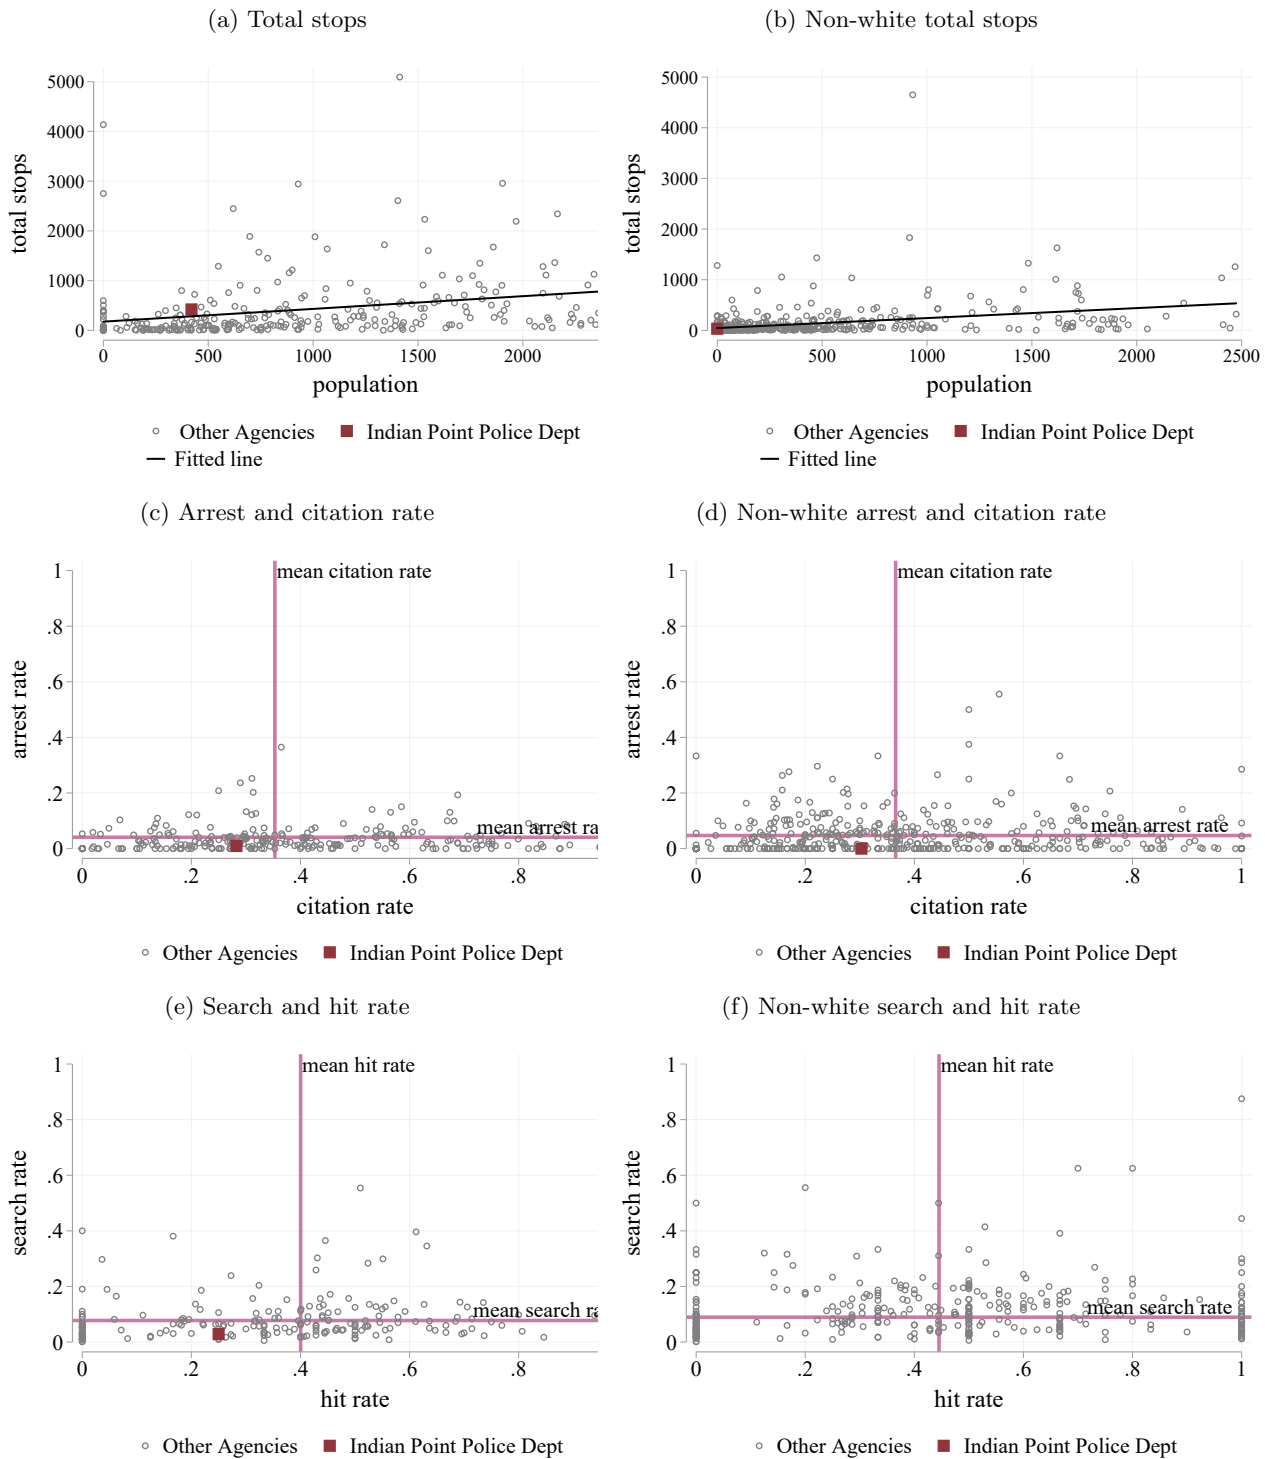 (a) Total stops
(b) Non-white total stops
5000
4000
3000
2000
1000
0
total stops
0 500 1000 1500 2000
population
Other Agencies Indian Point Police Dept
Fitted line
5000
4000
3000
2000
1000
0
total stops
0 500 1000 1500 2000 2500
population
Other Agencies Indian Point Police Dept
Fitted line
(c) Arrest and citation rate
(d) Non-white arrest and citation rate
1
.8
.6
.4
.2
0
arrest rate
mean citation rate
mean arrest ra
0 .2 .4 .6 .8
citation rate
Other Agencies Indian Point Police Dept
1
.8
.6
.4
.2
0
arrest rate
mean citation rate
mean arrest rate
0 .2 .4 .6 .8 1
citation rate
Other Agencies Indian Point Police Dept
(e) Search and hit rate
(f) Non-white search and hit rate
1
.8
.6
.4
.2
0
search rate
mean hit rate
mean search ra
0 .2 .4 .6 .8
hit rate
Other Agencies Indian Point Police Dept
1
.8
.6
.4
.2
0
search rate
mean hit rate
mean search rate
0 .2 .4 .6 .8 1
hit rate
Other Agencies Indian Point Police Dept